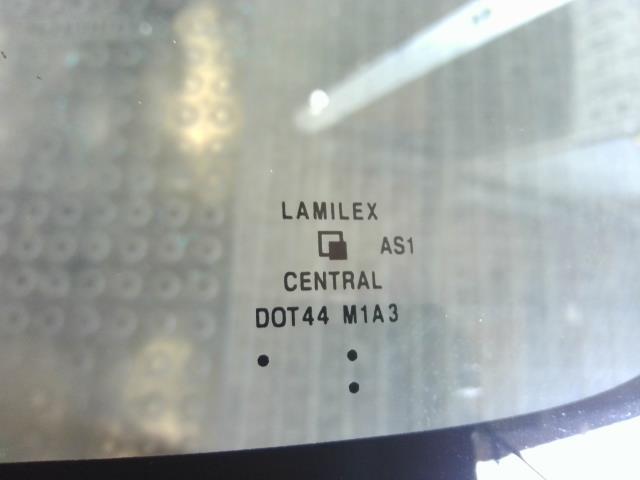 LAMILEX
AS1
CENTRAL
DOT44 M1A3